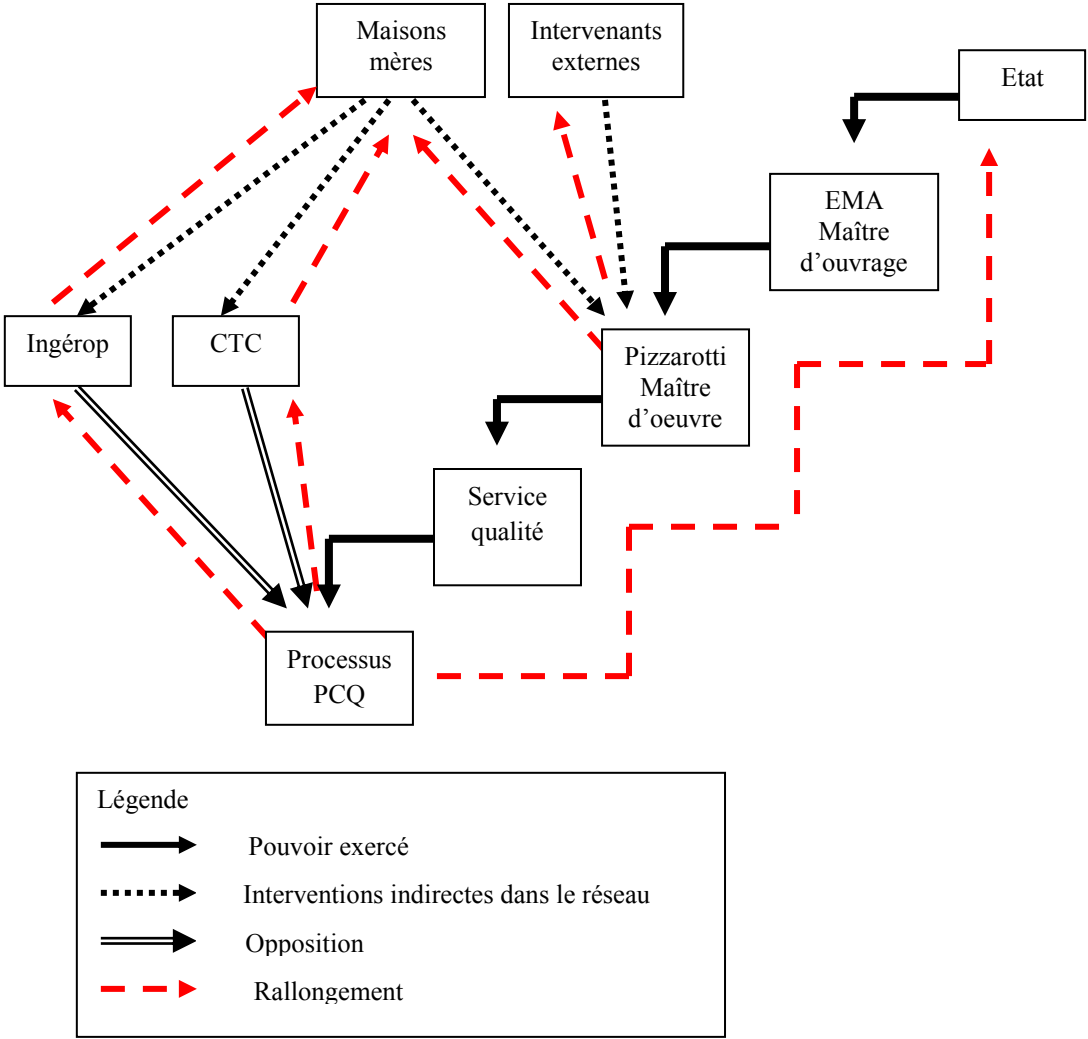 Maisons
mères
Intervenants
externes
Etat
EMA
Maître
d'ouvrage
Ingérop
CTC
Pizzarotti
Maître
d'oeuvre
Service
qualité
Processus
PCQ
Légende
Pouvoir exercé
Interventions indirectes dans le réseau
Opposition
Rallongement